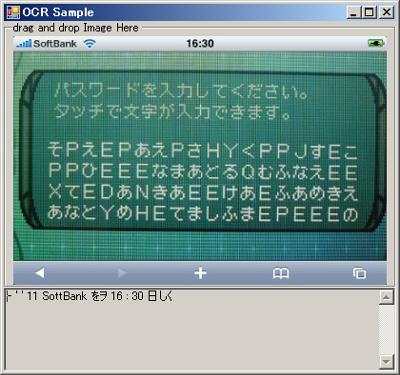 OCR Sample
drag and drop Image Here
SoftBank 16:30
パスワードを入力してください。
タッチで文字が入力できます。
そPえEPあえPさHYくPPJすEこ
PPひEEEなまあとるQむふなえEE
XてEDあNきあEEけあEふあめきえ
あなとYめHEてましふまEPEEEの
├ ' ' 11 SoftBank をヲ 16 : 30 日しく